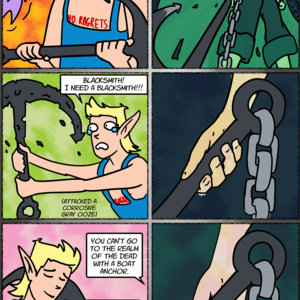 NO RAGRETS
BLACKSMITH!
I NEED A BLACKSMITH!!!
(ATTACKED A
CORROSIVE
GRAY OOZE)
YOU CAN'T GO
TO THE REALM
OF THE DEAD
WITH A BOAT
ANCHOR.